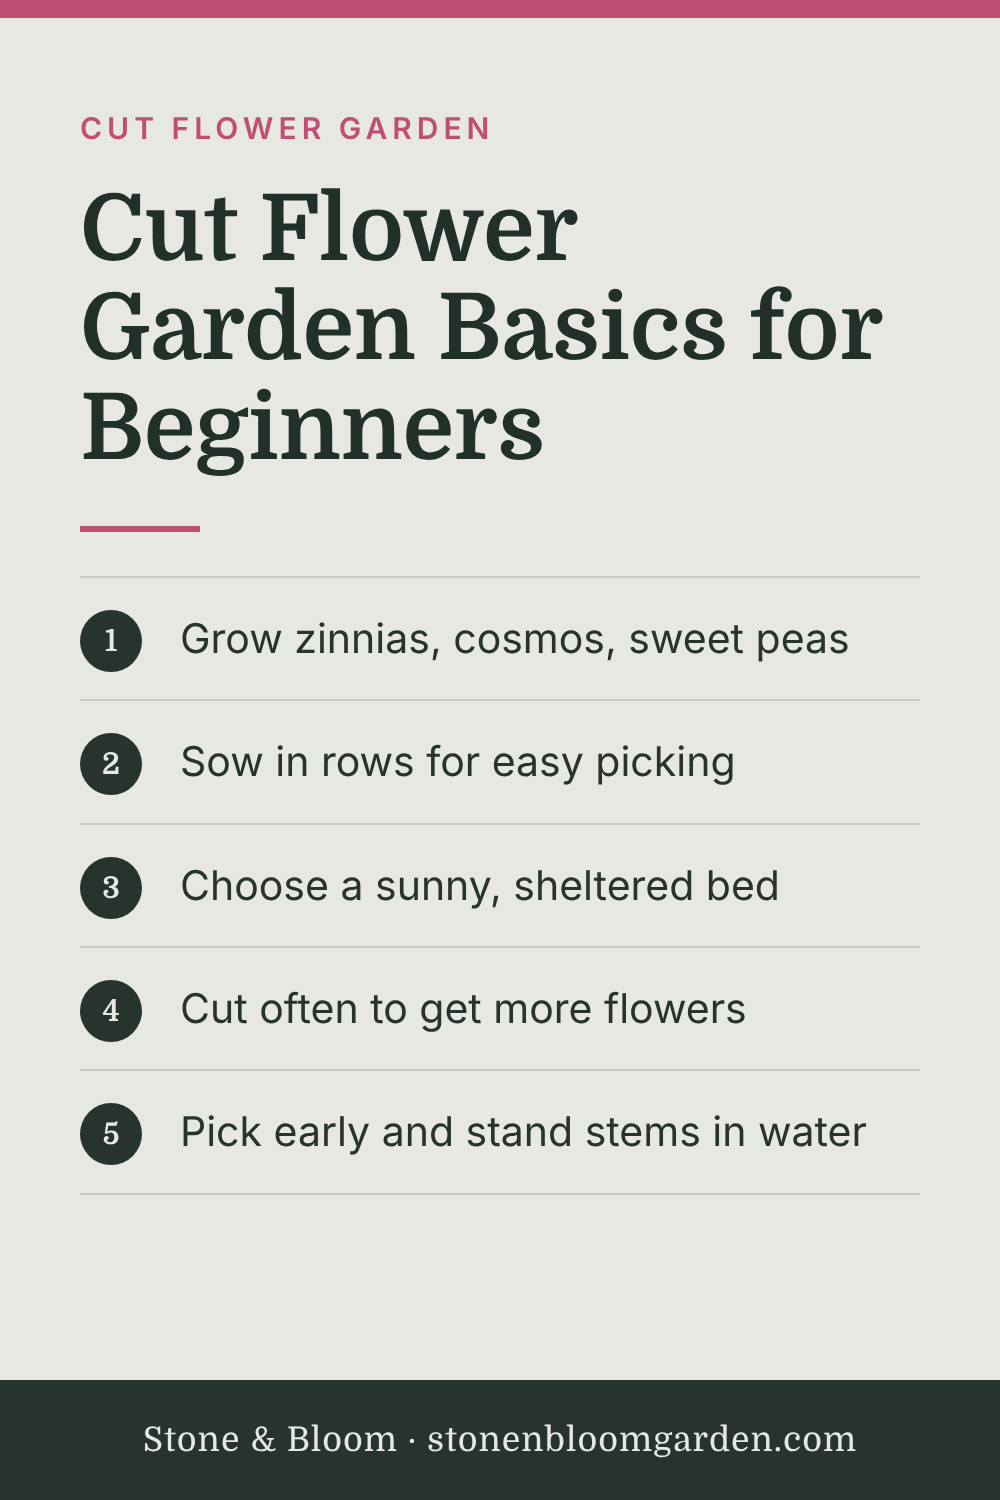 CUT FLOWER GARDEN
Cut Flower
Garden Basics for
Beginners
1 Grow zinnias, cosmos, sweet peas
2 Sow in rows for easy picking
3 Choose a sunny, sheltered bed
4 Cut often to get more flowers
5 Pick early and stand stems in water
Stone & Bloom · stonenbloomgarden.com